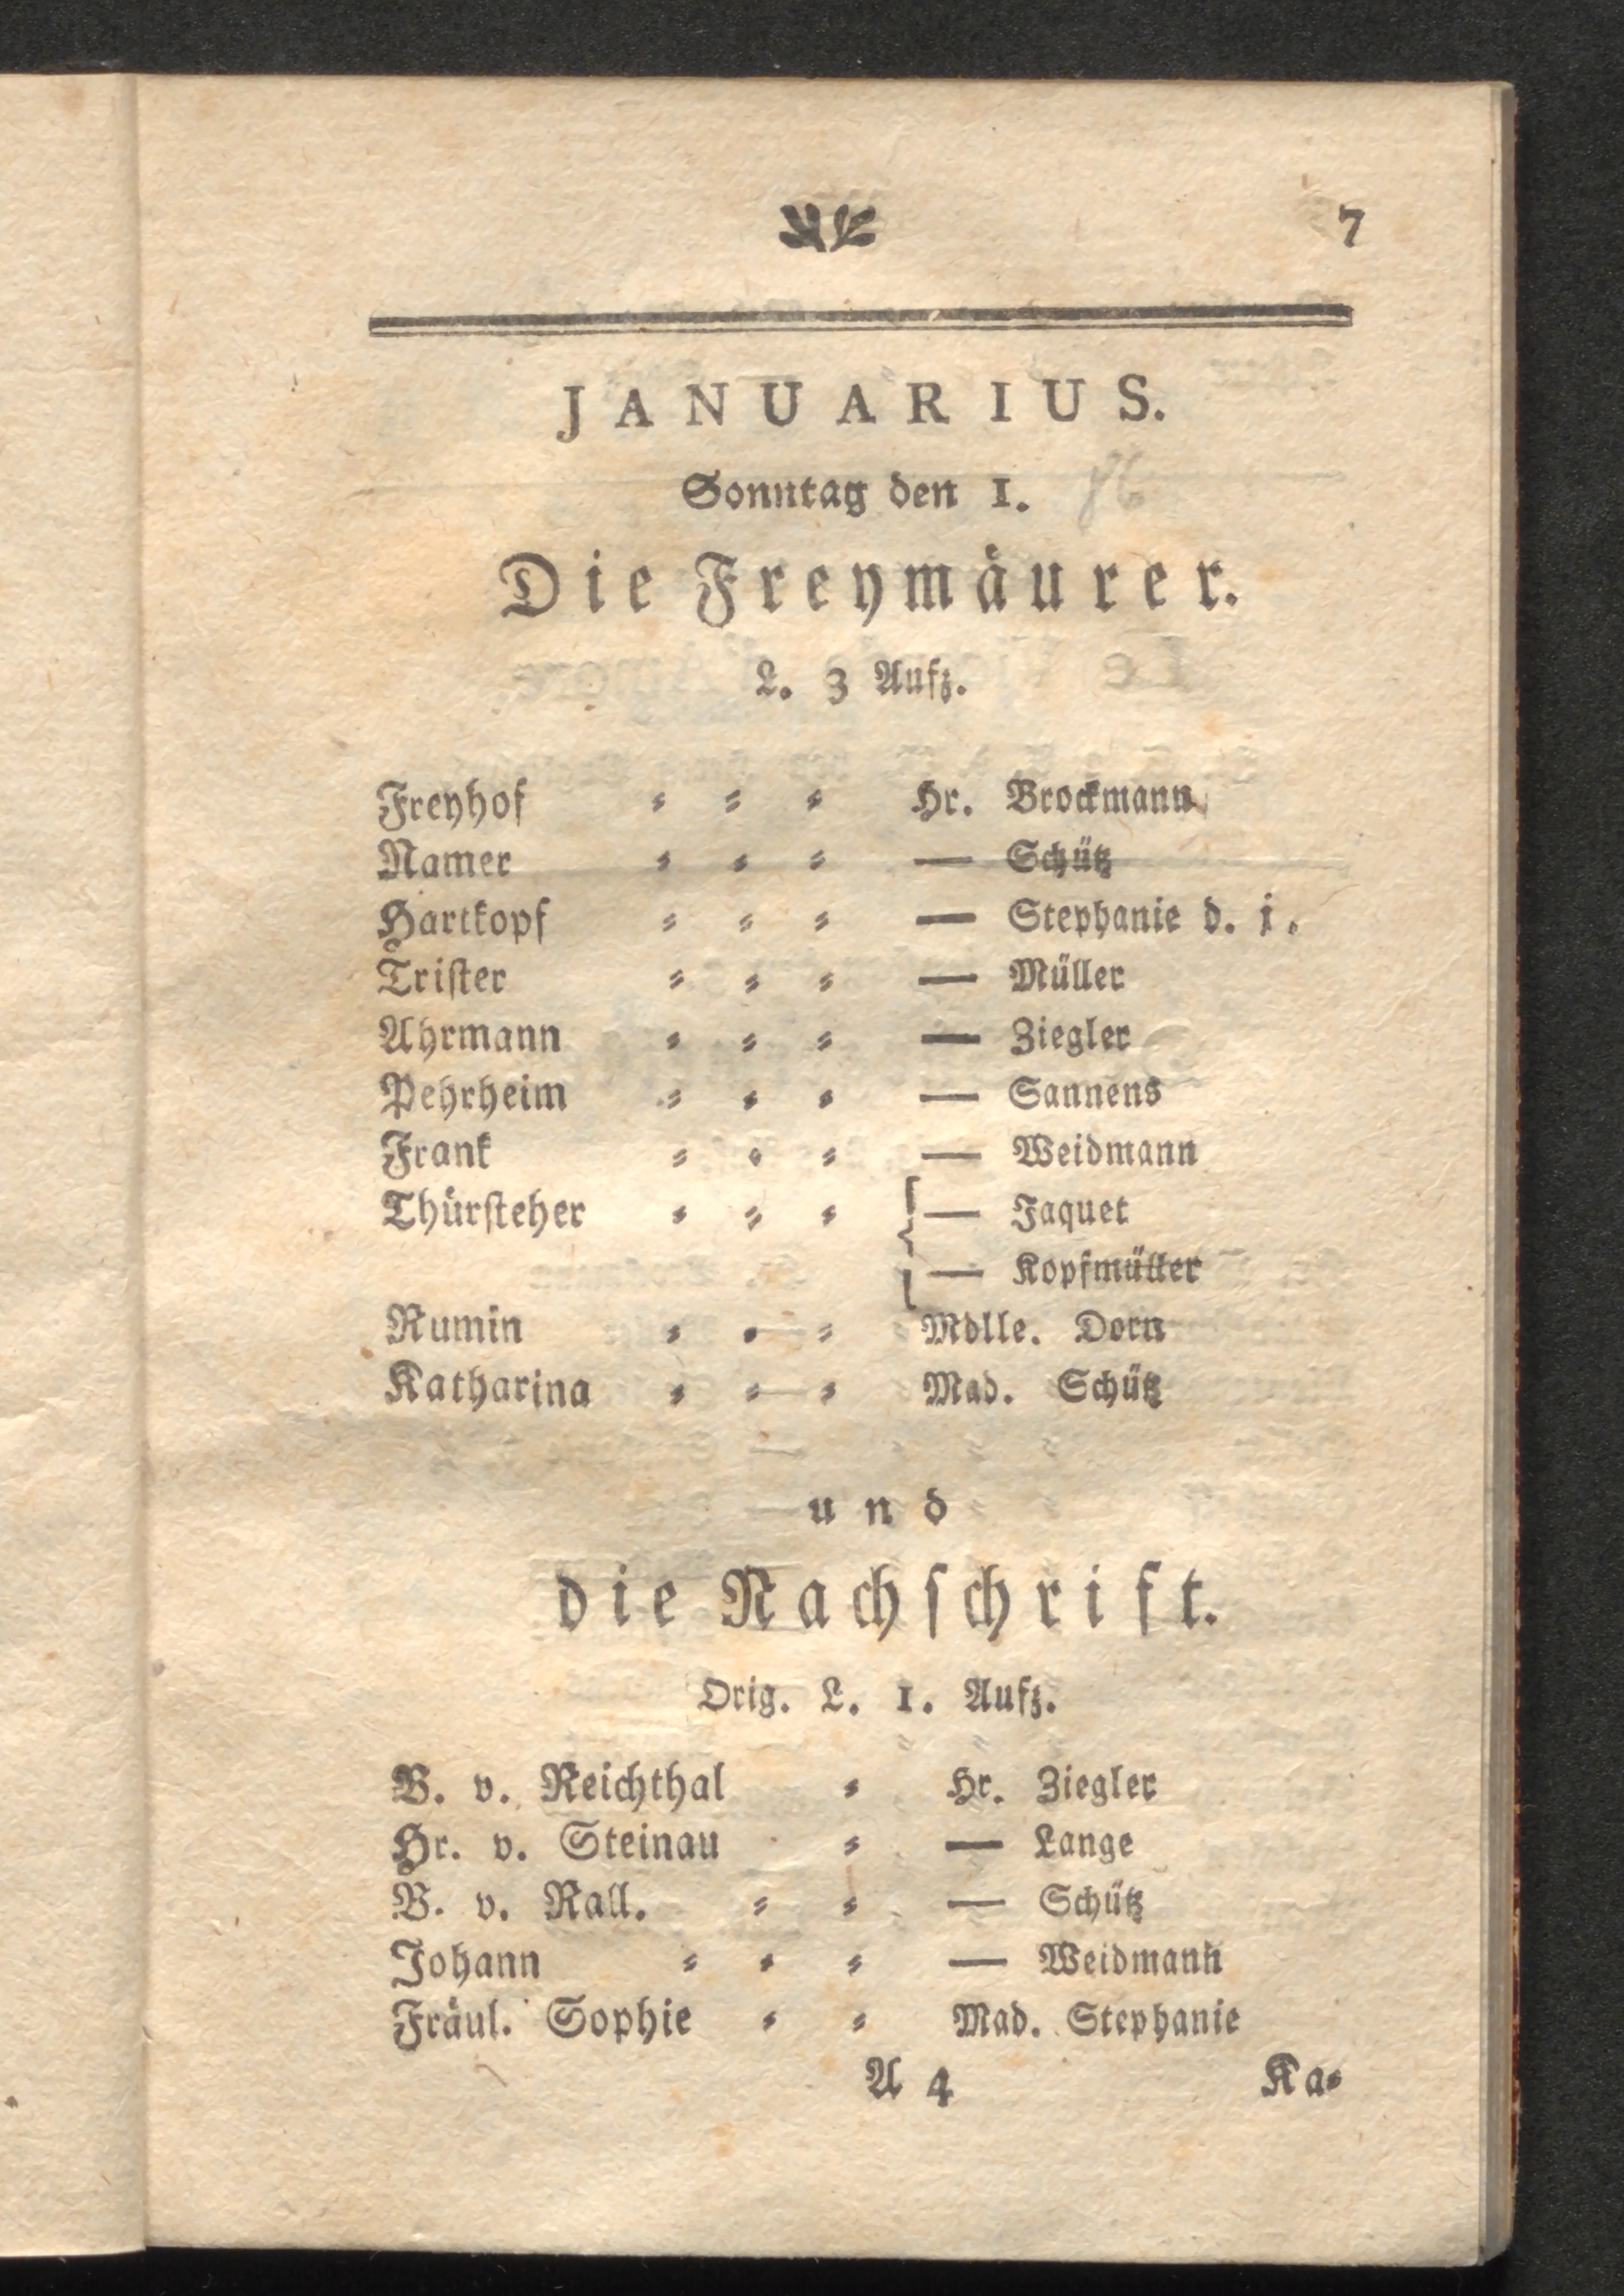 7
JANUARIUS.
Sonntag den 1. 86
Die Freymäurer.
L. 3 Aufz.
Freyhof = = = Hr. Brockmann
Namer = = = — Schütz
Hartkopf = = = — Stephanie d. j.
Triſter = = = — Müller
Ahrmann = = = — Ziegler
Pehrheim = = = — Sannens
Frank = = = — Weidmann
Thürſteher = = = { — Jaquet
— Kopfmüller
Rumin = = = Mdlle. Dorn
Katharina = = = Mad. Schütz
und
die Nachſchrift.
Orig. L. 1. Aufz.
B. v. Reichthal = Hr. Ziegler
Hr. v. Steinau = — Lange
B. v. Rall. = = — Schütz
Johann = = = — Weidmann
Fräul. Sophie = = Mad. Stephanie
A 4 Ka=